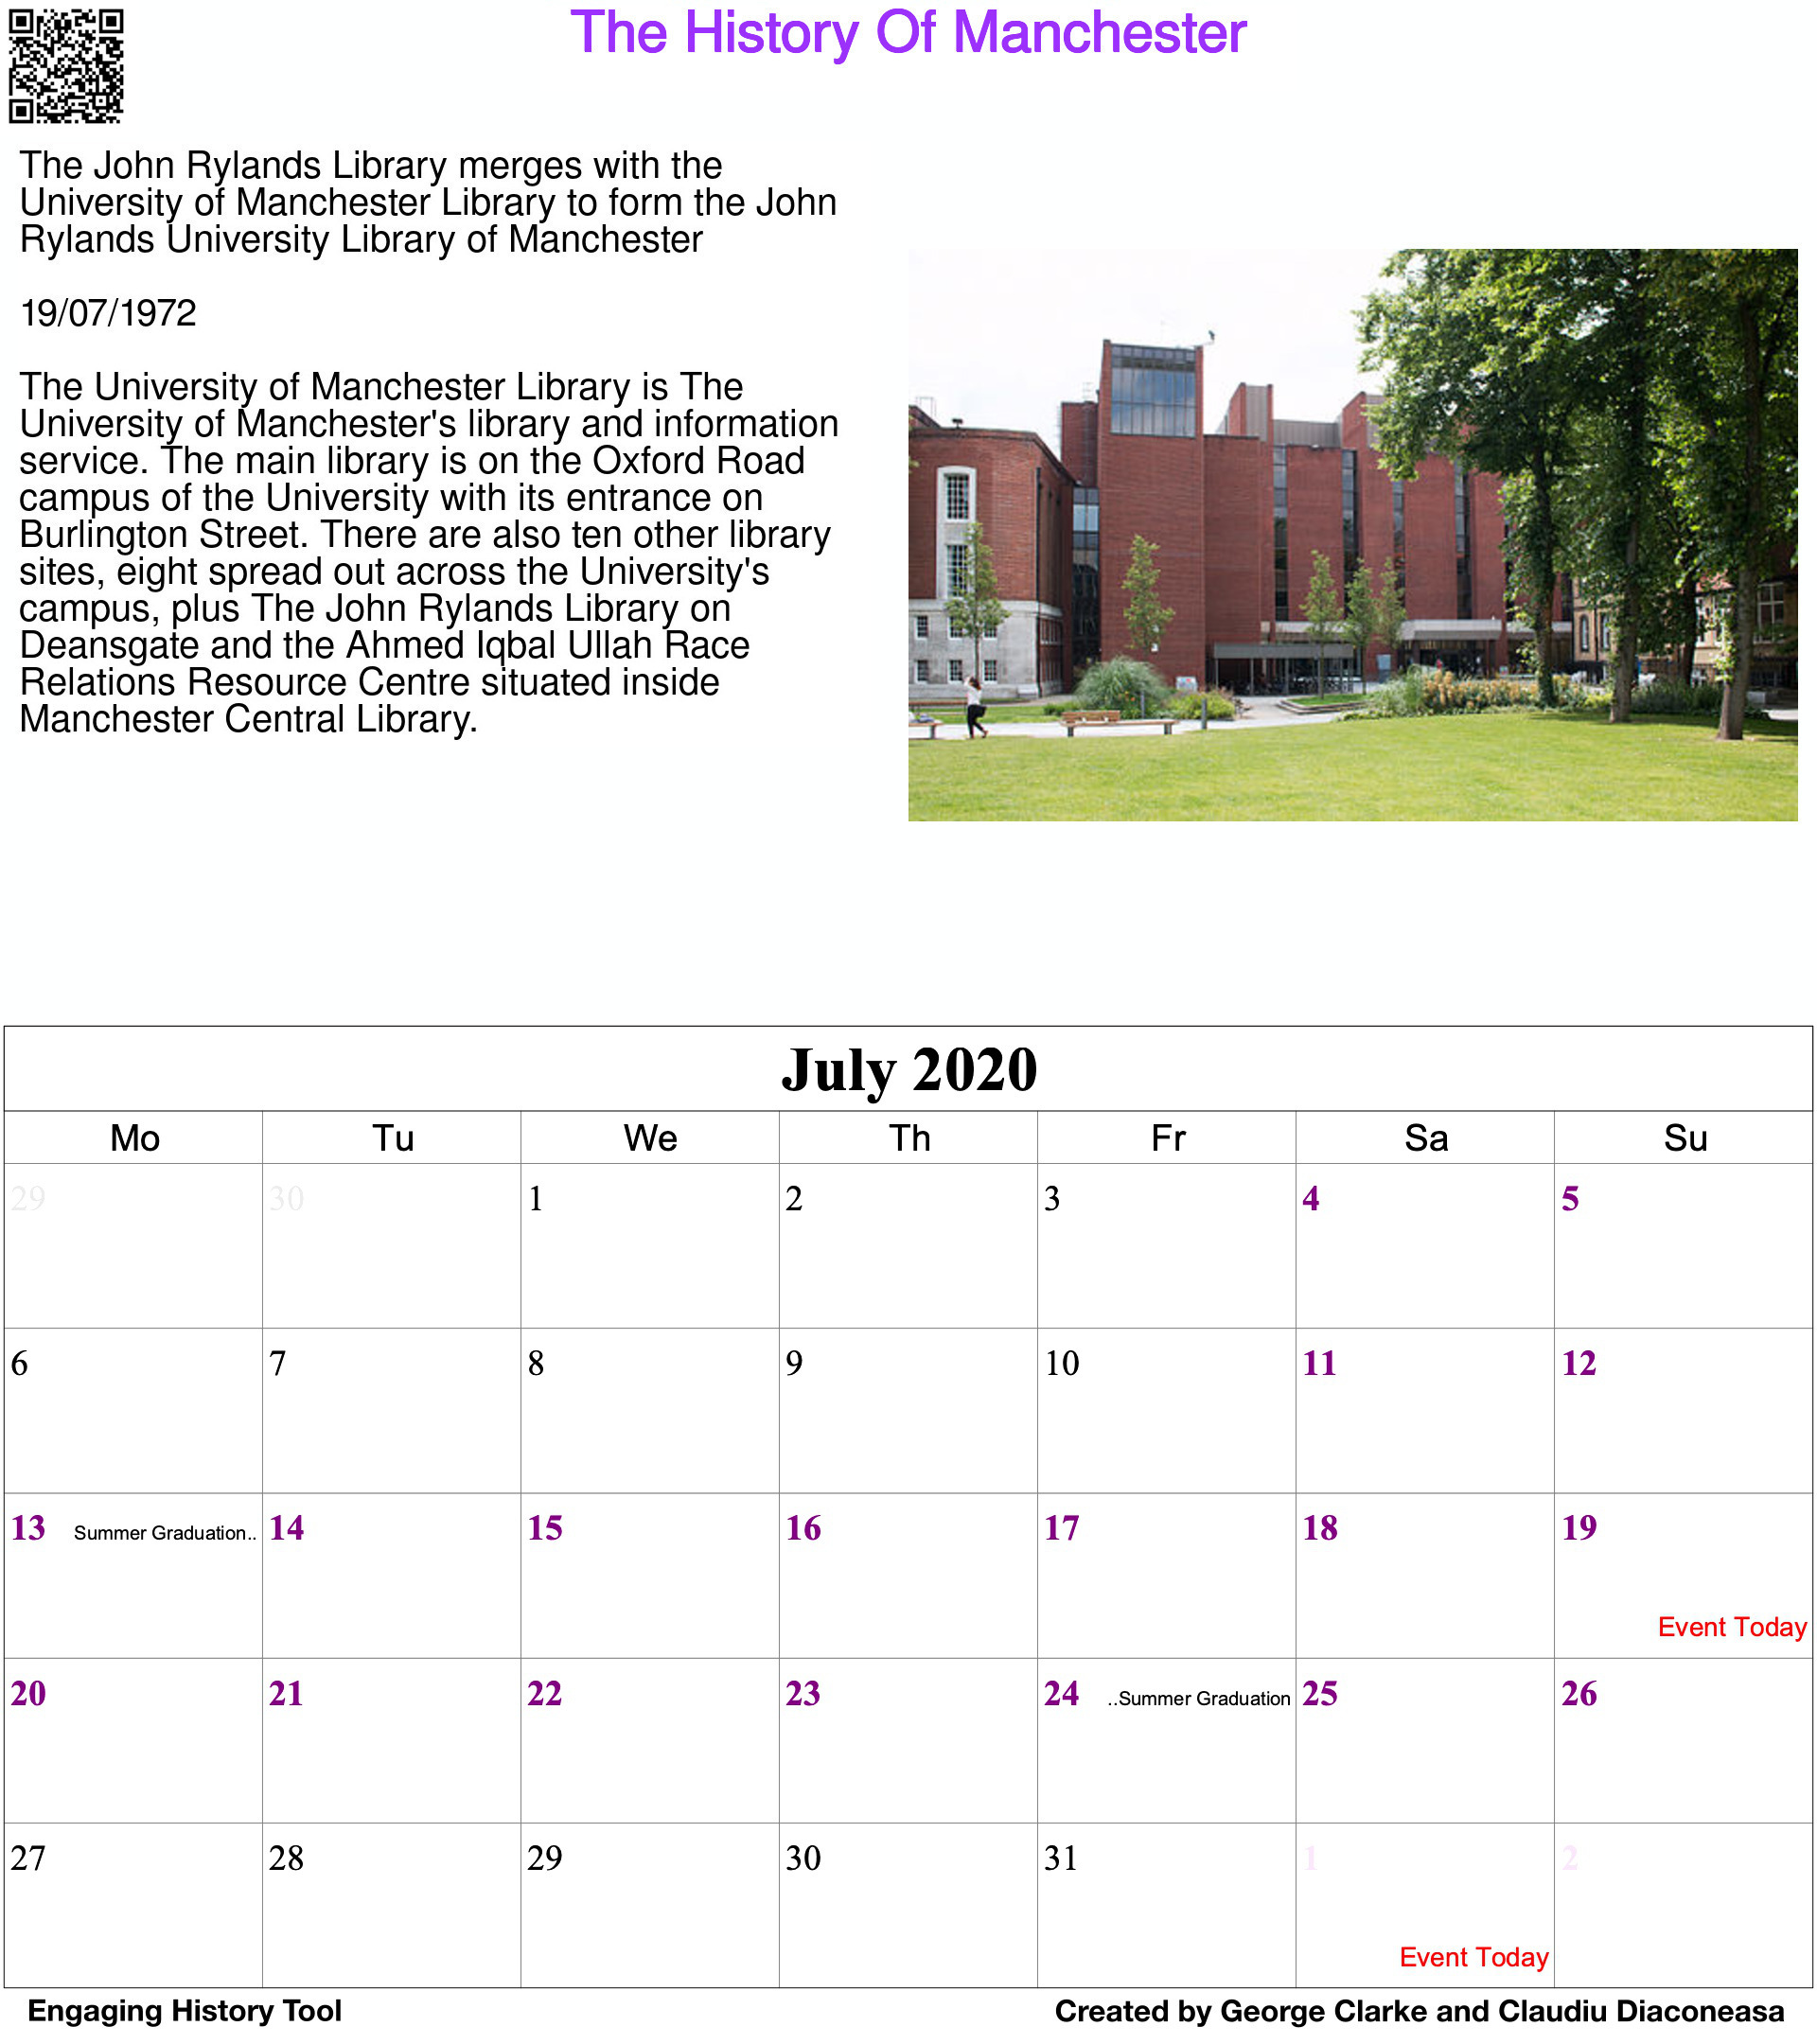 The History Of Manchester
The John Rylands Library merges with the
University of Manchester Library to form the John
Rylands University Library of Manchester
19/07/1972
The University of Manchester Library is The
University of Manchester's library and information
service. The main library is on the Oxford Road
campus of the University with its entrance on
Burlington Street. There are also ten other library
sites, eight spread out across the University's
campus, plus The John Rylands Library on
Deansgate and the Ahmed Iqbal Ullah Race
Relations Resource Centre situated inside
Manchester Central Library.
July 2020
Mo Tu We Th Fr Sa Su
29 30 1 2 3 4 5
6 7 8 9 10 11 12
13 Summer Graduation.. 14 15 16 17 18 19
Event Today
20 21 22 23 24 ..Summer Graduation 25 26
27 28 29 30 31 1 2
Event Today
Engaging History Tool Created by George Clarke and Claudiu Diaconeasa